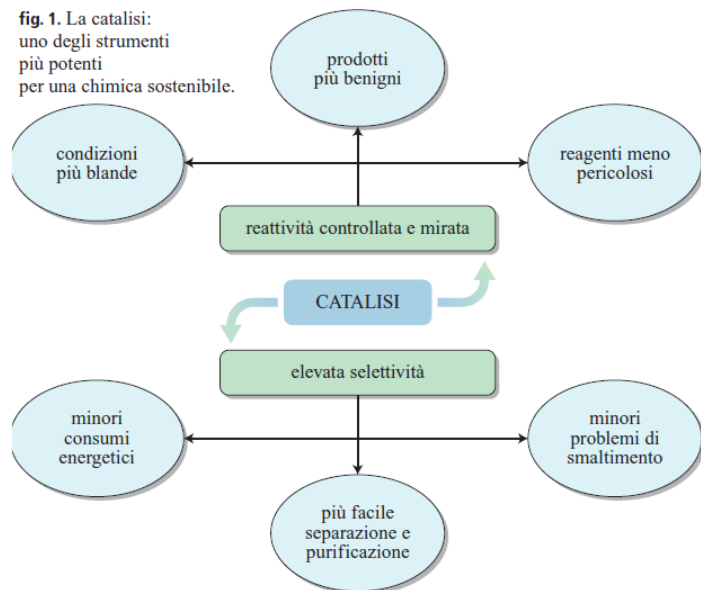 fig. 1. La catalisi:
uno degli strumenti
più potenti
per una chimica sostenibile.
prodotti
più benigni
condizioni
più blande
reagenti meno
pericolosi
reattività controllata e mirata
CATALISI
elevata selettività
minori
consumi
energetici
minori
problemi di
smaltimento
più facile
separazione e
purificazione